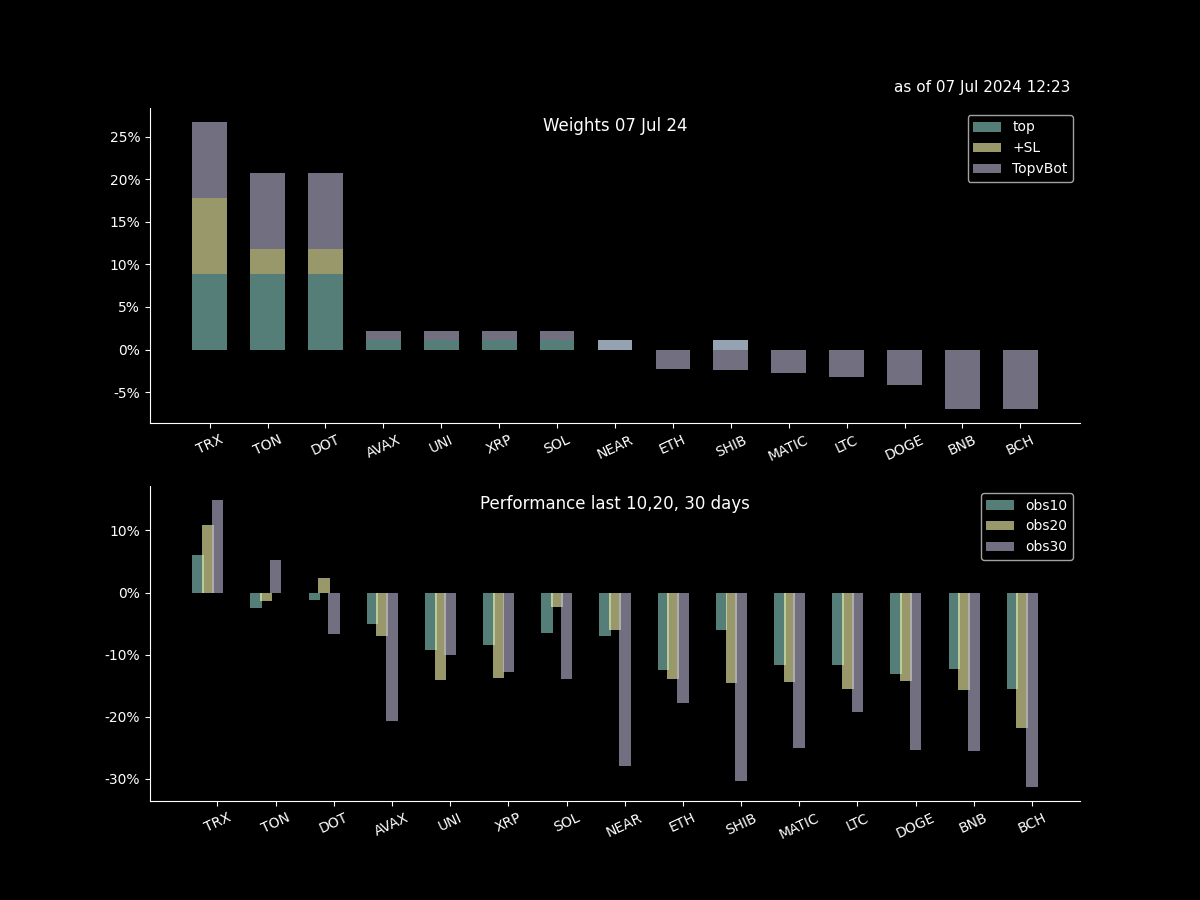 as of 07 Jul 2024 12:23
Weights 07 Jul 24
top
+SL
TopvBot
25%
20%
15%
10%
5%
0%
-5%
TRX TON DOT AVAX UNI XRP SOL NEAR ETH SHIB MATIC LTC DOGE BNB BCH
Performance last 10,20, 30 days
obs10
obs20
obs30
10%
0%
-10%
-20%
-30%
TRX TON DOT AVAX UNI XRP SOL NEAR ETH SHIB MATIC LTC DOGE BNB BCH